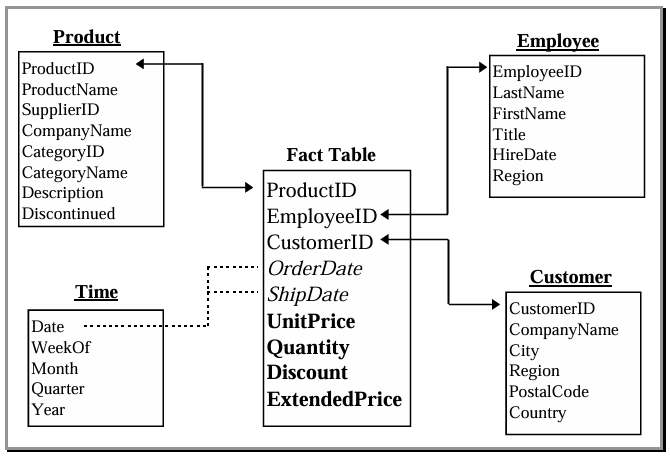 Product
ProductID
ProductName
SupplierID
CompanyName
CategoryID
CategoryName
Description
Discontinued
Employee
EmployeeID
LastName
FirstName
Title
HireDate
Region
Fact Table
ProductID
EmployeeID
CustomerID
OrderDate
ShipDate
UnitPrice
Quantity
Discount
ExtendedPrice
Time
Date
WeekOf
Month
Quarter
Year
Customer
CustomerID
CompanyName
City
Region
PostalCode
Country